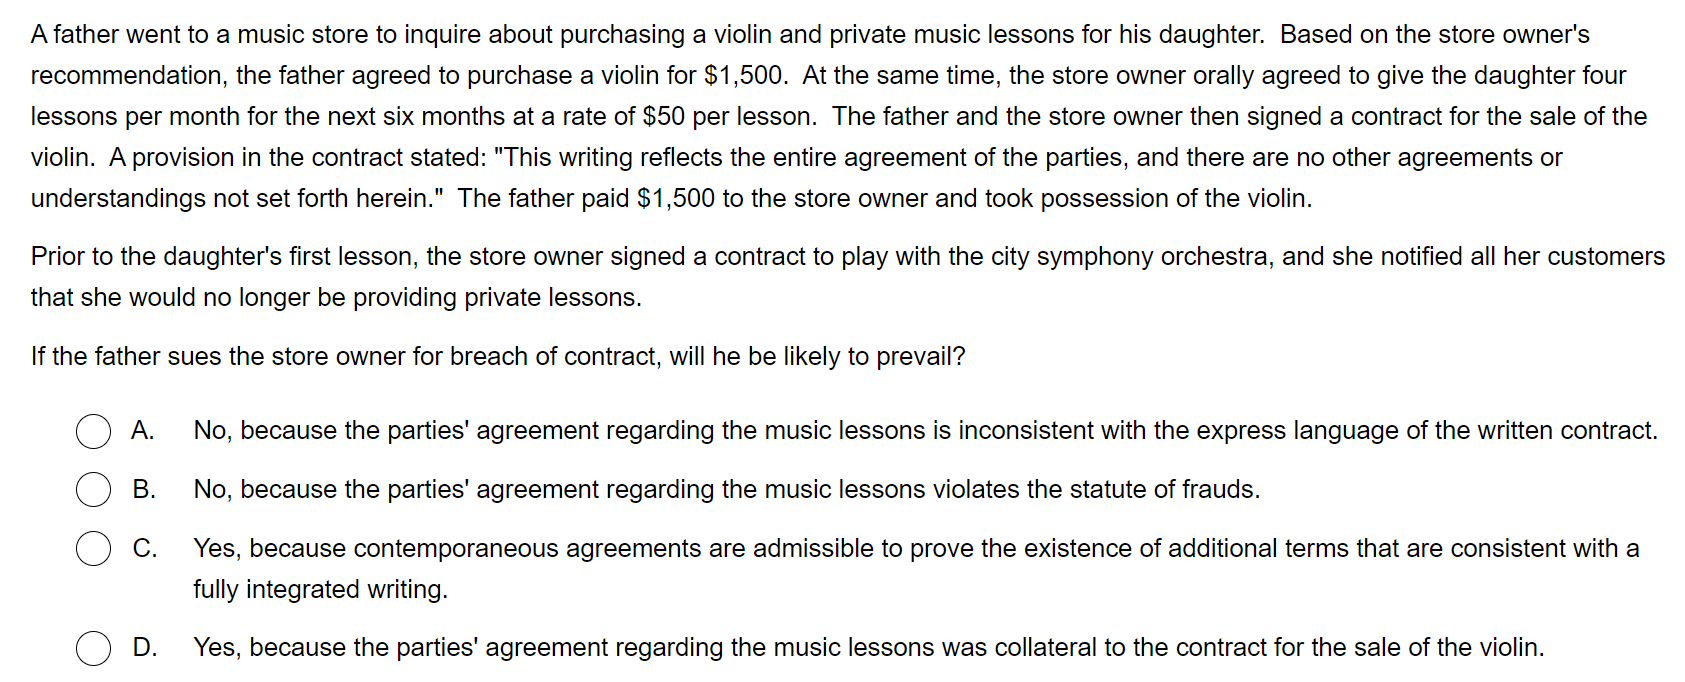 A father went to a music store to inquire about purchasing a violin and private music lessons for his daughter.  Based on the store owner's
recommendation, the father agreed to purchase a violin for $1,500.  At the same time, the store owner orally agreed to give the daughter four
lessons per month for the next six months at a rate of $50 per lesson.  The father and the store owner then signed a contract for the sale of the
violin.  A provision in the contract stated: "This writing reflects the entire agreement of the parties, and there are no other agreements or
understandings not set forth herein."  The father paid $1,500 to the store owner and took possession of the violin.
Prior to the daughter's first lesson, the store owner signed a contract to play with the city symphony orchestra, and she notified all her customers
that she would no longer be providing private lessons.
If the father sues the store owner for breach of contract, will he be likely to prevail?
A. No, because the parties' agreement regarding the music lessons is inconsistent with the express language of the written contract.
B. No, because the parties' agreement regarding the music lessons violates the statute of frauds.
C. Yes, because contemporaneous agreements are admissible to prove the existence of additional terms that are consistent with a
fully integrated writing.
D. Yes, because the parties' agreement regarding the music lessons was collateral to the contract for the sale of the violin.